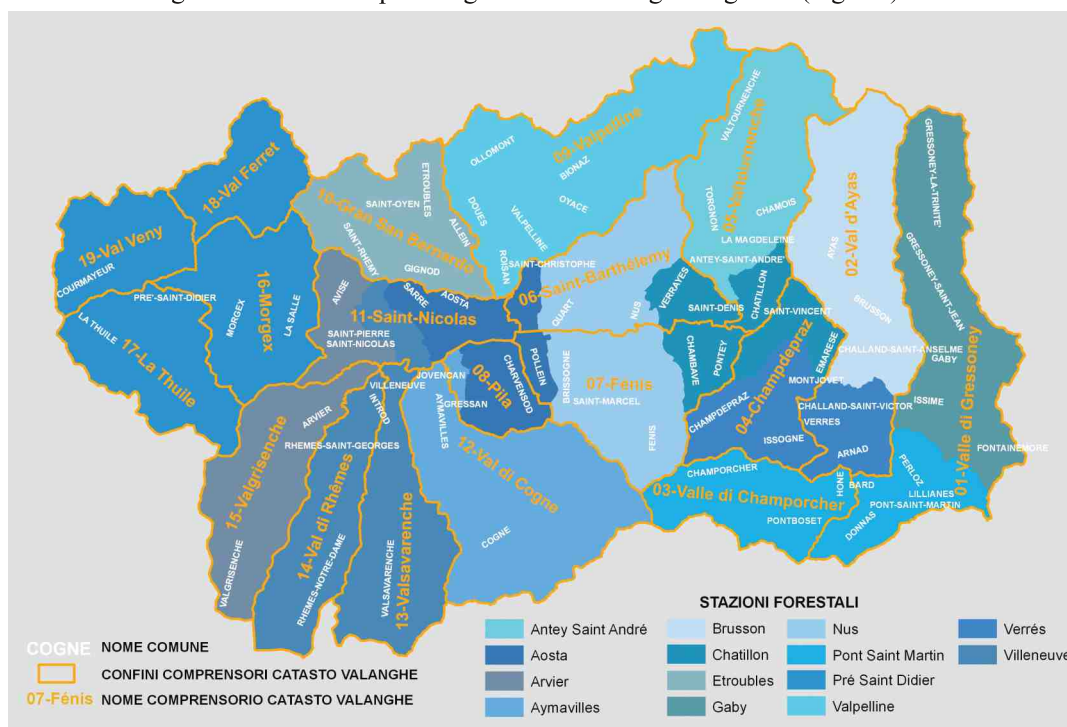 09-Valpelline
VALTOURNENCHE
05-Valtournenche
OLLOMONT
BIONAZ
ETROUBLES
SAINT-OYEN
10-Gran San Bernardo
ALLEIN
DOUES
VALPELLINE
OYACE
TORGNON
CHAMOIS
GRESSONEY-LA-TRINITE'
18-Val Ferret
19-Val Veny
COURMAYEUR
SAINT-RHEMY
GIGNOD
ROISAN
SAINT-CHRISTOPHE
LA MAGDELEINE
ANTEY-SAINT-ANDRE'
AYAS
02-Val d'Ayas
GRESSONEY-SAINT-JEAN
PRE'-SAINT-DIDIER
MORGEX
16-Morgex
LA SALLE
AVISE
SARRE
AOSTA
06-Saint-Barthélemy
QUART
NUS
VERRAYES
SAINT-DENIS
CHATILLON
SAINT-VINCENT
BRUSSON
LA THUILE
17-La Thuile
11-Saint-Nicolas
SAINT-PIERRE
SAINT-NICOLAS
CHAMBAVE
PONTEY
EMARESE
CHALLAND-SAINT-ANSELME
GABY
JOVENCAN
08-Pila
CHARVENSOD
POLLEIN
BRISSOGNE
07-Fénis
SAINT-MARCEL
04-Champdepraz
MONTJOVET
VILLENEUVE
INTROD
AYMAVILLES
GRESSAN
CHAMPDEPRAZ
CHALLAND-SAINT-VICTOR
VERRES
ISSIME
01-Valle di Gressoney
ARVIER
RHEMES-SAINT-GEORGES
12-Val di Cogne
FENIS
ISSOGNE
ARNAD
FONTAINEMORE
CHAMPORCHER
03-Valle di Champorcher
HONE
BARD
PERLOZ
LILLIANES
PONT-SAINT-MARTIN
DONNAS
PONTBOSET
15-Valgrisenche
14-Val di Rhêmes
13-Valsavarenche
VALGRISENCHE
RHEMES-NOTRE-DAME
VALSAVARENCHE
COGNE
STAZIONI FORESTALI
Antey Saint André
Aosta
Arvier
Aymavilles
Brusson
Chatillon
Etroubles
Gaby
Nus
Pont Saint Martin
Pré Saint Didier
Valpelline
Verrés
Villeneuve
COGNE NOME COMUNE
CONFINI COMPRENSORI CATASTO VALANGHE
07-Fénis NOME COMPRENSORIO CATASTO VALANGHE